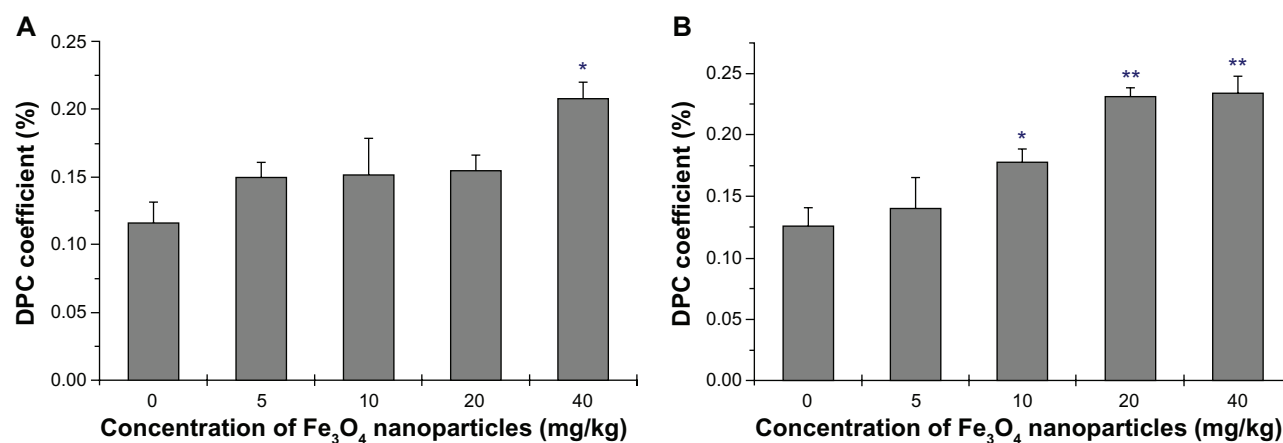 A
DPC coefficient (%)
0.25
0.20
0.15
0.10
0.05
0.00
*
0 5 10 20 40
Concentration of Fe₃O₄ nanoparticles (mg/kg)
B
DPC coefficient (%)
0.25
0.20
0.15
0.10
0.05
0.00
* ** **
0 5 10 20 40
Concentration of Fe₃O₄ nanoparticles (mg/kg)